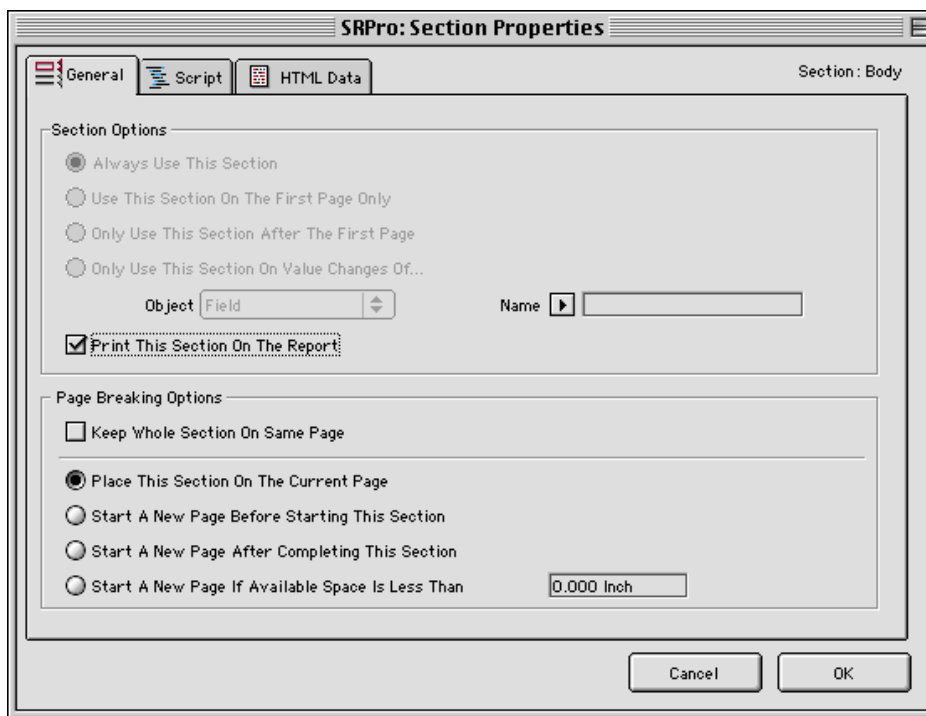 SRPro: Section Properties
General
Script
HTML Data
Section: Body
Section Options
Always Use This Section
Use This Section On The First Page Only
Only Use This Section After The First Page
Only Use This Section On Value Changes Of...
Object Field Name
Print This Section On The Report
Page Breaking Options
Keep Whole Section On Same Page
Place This Section On The Current Page
Start A New Page Before Starting This Section
Start A New Page After Completing This Section
Start A New Page If Available Space Is Less Than 0.000 Inch
Cancel OK